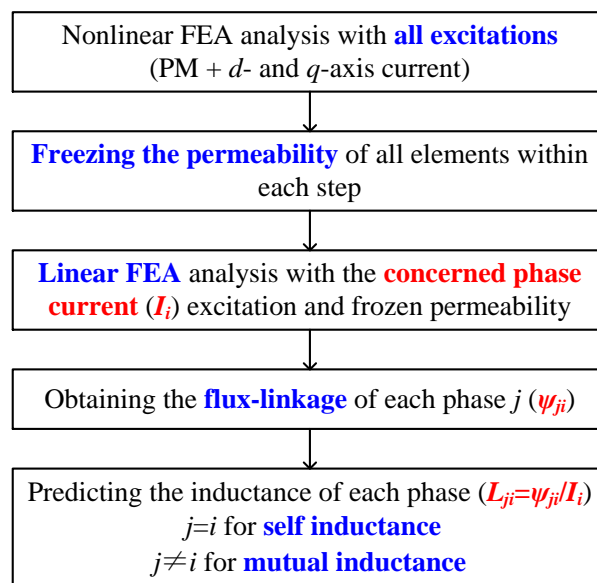 Nonlinear FEA analysis with all excitations
(PM + d- and q-axis current)
Freezing the permeability of all elements within
each step
Linear FEA analysis with the concerned phase
current (Ii) excitation and frozen permeability
Obtaining the flux-linkage of each phase j (ψji)
Predicting the inductance of each phase (Lji=ψji/Ii)
j=i for self inductance
j≠i for mutual inductance